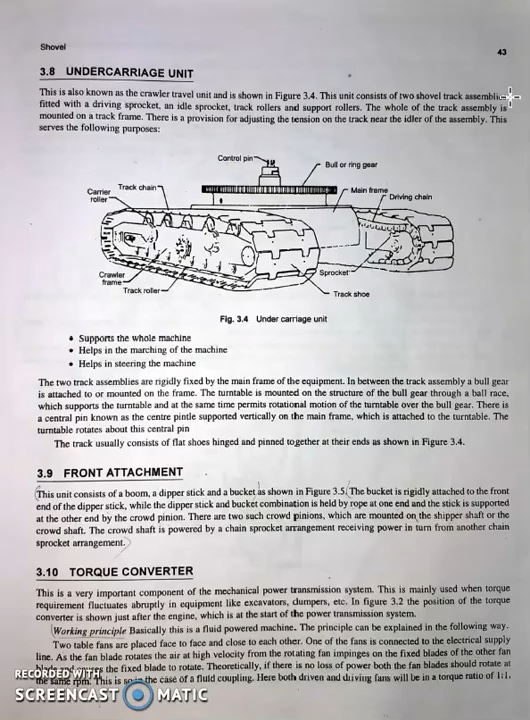 Shovel
43
3.8 UNDERCARRIAGE UNIT
This is also known as the crawler travel unit and is shown in Figure 3.4. This unit consists of two shovel track
fitted with a driving sprocket, an idle sprocket, track rollers and support rollers. The whole of the track assembly is
mounted on a track frame. There is a provision for adjusting the tension on the track near the idler of the assembly. This
serves the following purposes:
Control pin
Bull or ring gear
Carrier roller
Track chain
Main frame
Driving chain
Crawler frame
Track roller
Sprocket
Track shoe
Fig. 3.4 Under carriage unit
• Supports the whole machine
• Helps in the marching of the machine
• Helps in steering the machine
The two track assemblies are rigidly fixed by the main frame of the equipment. In between the track assembly a bull gear
is attached to or mounted on the frame. The turntable is mounted on the structure of the bull gear through a ball race,
which supports the turntable and at the same time permits rotational motion of the turntable over the bull gear. There is
a central pin known as the centre pintle supported vertically on the main frame, which is attached to the turntable. The
turntable rotates about this central pin
The track usually consists of flat shoes hinged and pinned together at their ends as shown in Figure 3.4.
3.9 FRONT ATTACHMENT
This unit consists of a boom, a dipper stick and a bucket as shown in Figure 3.5. The bucket is rigidly attached to the front
end of the dipper stick, while the dipper stick and bucket combination is held by rope at one end and the stick is supported
at the other end by the crowd pinion. There are two such crowd pinions, which are mounted on the shipper shaft or the
crowd shaft. The crowd shaft is powered by a chain sprocket arrangement receiving power in turn from another chain
sprocket arrangement.
3.10 TORQUE CONVERTER
This is a very important component of the mechanical power transmission system. This is mainly used when torque
requirement fluctuates abruptly in equipment like excavators, dumpers, etc. In figure 3.2 the position of the torque
converter is shown just after the engine, which is at the start of the power transmission system.
Working principle Basically this is a fluid powered machine. The principle can be explained in the following way.
Two table fans are placed face to face and close to each other. One of the fans is connected to the electrical supply
line. As the fan blade rotates the air at high velocity from the rotating fan impinges on the fixed blades of the other fan
the fixed blade to rotate. Theoretically, if there is no loss of power both the fan blades should rotate at
the same rpm. This is so in the case of a fluid coupling. Here both driven and driving fans will be in a torque ratio of 1:1.
RECORDED WITH
SCREENCAST MATIC